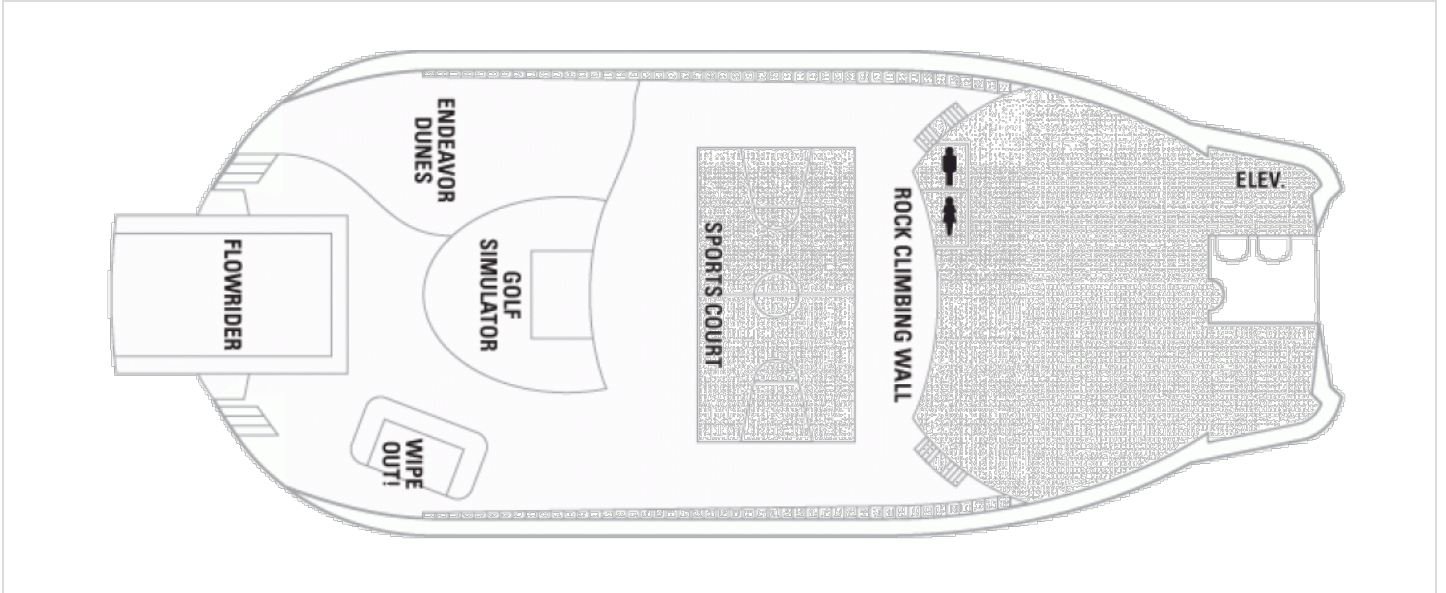 ENDEAVOR
DUNES
FLOWRIDER
GOLF
SIMULATOR
WIPE
OUT!
SPORTS COURT
ROCK CLIMBING WALL
ELEV.